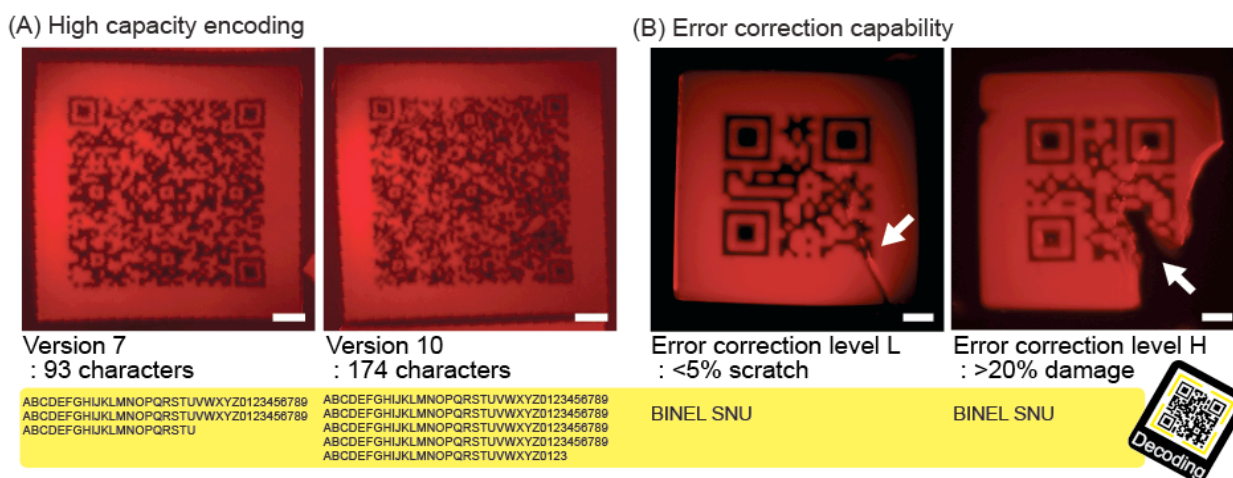 (A) High capacity encoding
(B) Error correction capability
Version 7
: 93 characters
Version 10
: 174 characters
Error correction level L
: <5% scratch
Error correction level H
: >20% damage
ABCDEFGHIJKLMNOPQRSTUVWXYZ0123456789
ABCDEFGHIJKLMNOPQRSTUVWXYZ0123456789
ABCDEFGHIJKLMNOPQRSTU
ABCDEFGHIJKLMNOPQRSTUVWXYZ0123456789
ABCDEFGHIJKLMNOPQRSTUVWXYZ0123456789
ABCDEFGHIJKLMNOPQRSTUVWXYZ0123456789
ABCDEFGHIJKLMNOPQRSTUVWXYZ0123456789
ABCDEFGHIJKLMNOPQRSTUVWXYZ0123
BINEL SNU
BINEL SNU
Decoding